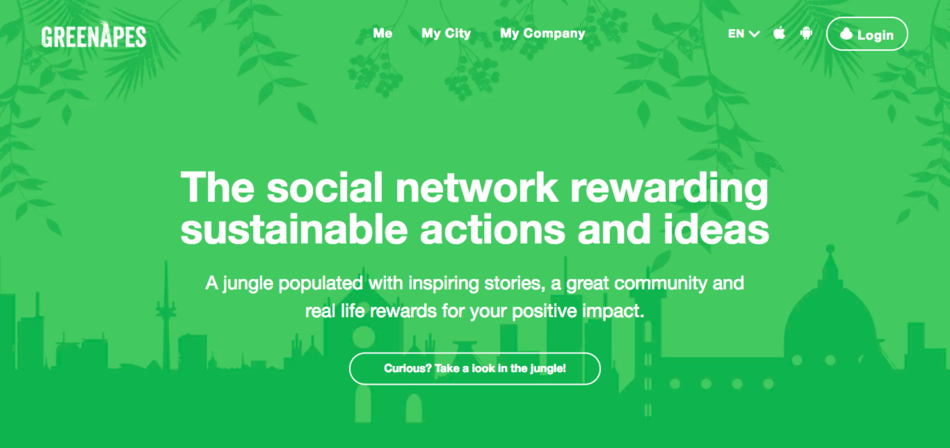 GREENAPES
Me My City My Company
EN Login
The social network rewarding
sustainable actions and ideas
A jungle populated with inspiring stories, a great community and
real life rewards for your positive impact.
Curious? Take a look in the jungle!